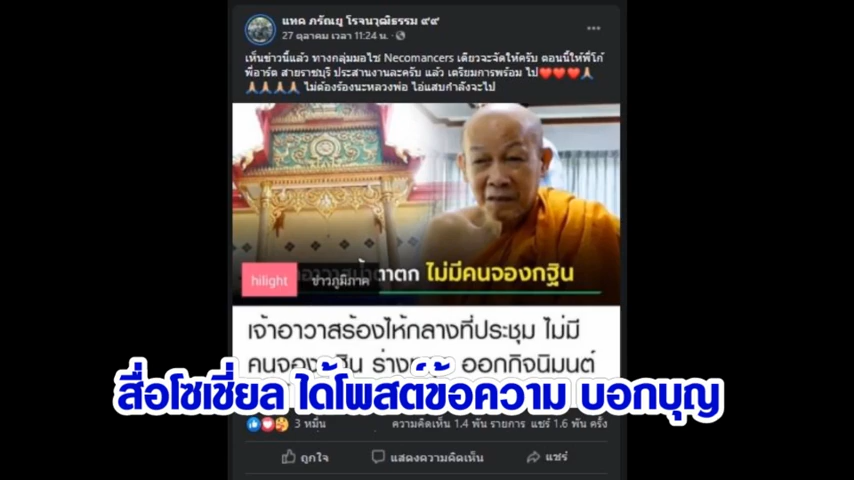 แทค ภรัณยู โรจนวุฒิธรรม ๙๙
27 ตุลาคม เวลา 11:24 น.
เห็นข่าวนี้แล้ว ทางกลุ่มมอไซ Necomancers เดียวจะจัดให้ครับ ตอนนี้ให้พี่โก้
พี่อาร์ต สายราชบุรี ประสานงานละครับ แล้ว เตรียมการพร้อม ไป❤️❤️❤️🙏
🙏🙏🙏🙏 ไม่ต้องร้องนะหลวงพ่อ ไอ่แสบกำลังจะไป
ตาตก ไม่มีคนจองกฐิน
hilight ข่าวภูมิภาค
เจ้าอาวาสร้องไห้กลางที่ประชุม ไม่มี
ออกกิจนิมนต์
สื่อโซเชี่ยล ได้โพสต์ข้อความ บอกบุญ
3 หมื่น ความคิดเห็น 1.4 พัน รายการ แชร์ 1.6 พัน ครั้ง
ถูกใจ แสดงความคิดเห็น แชร์